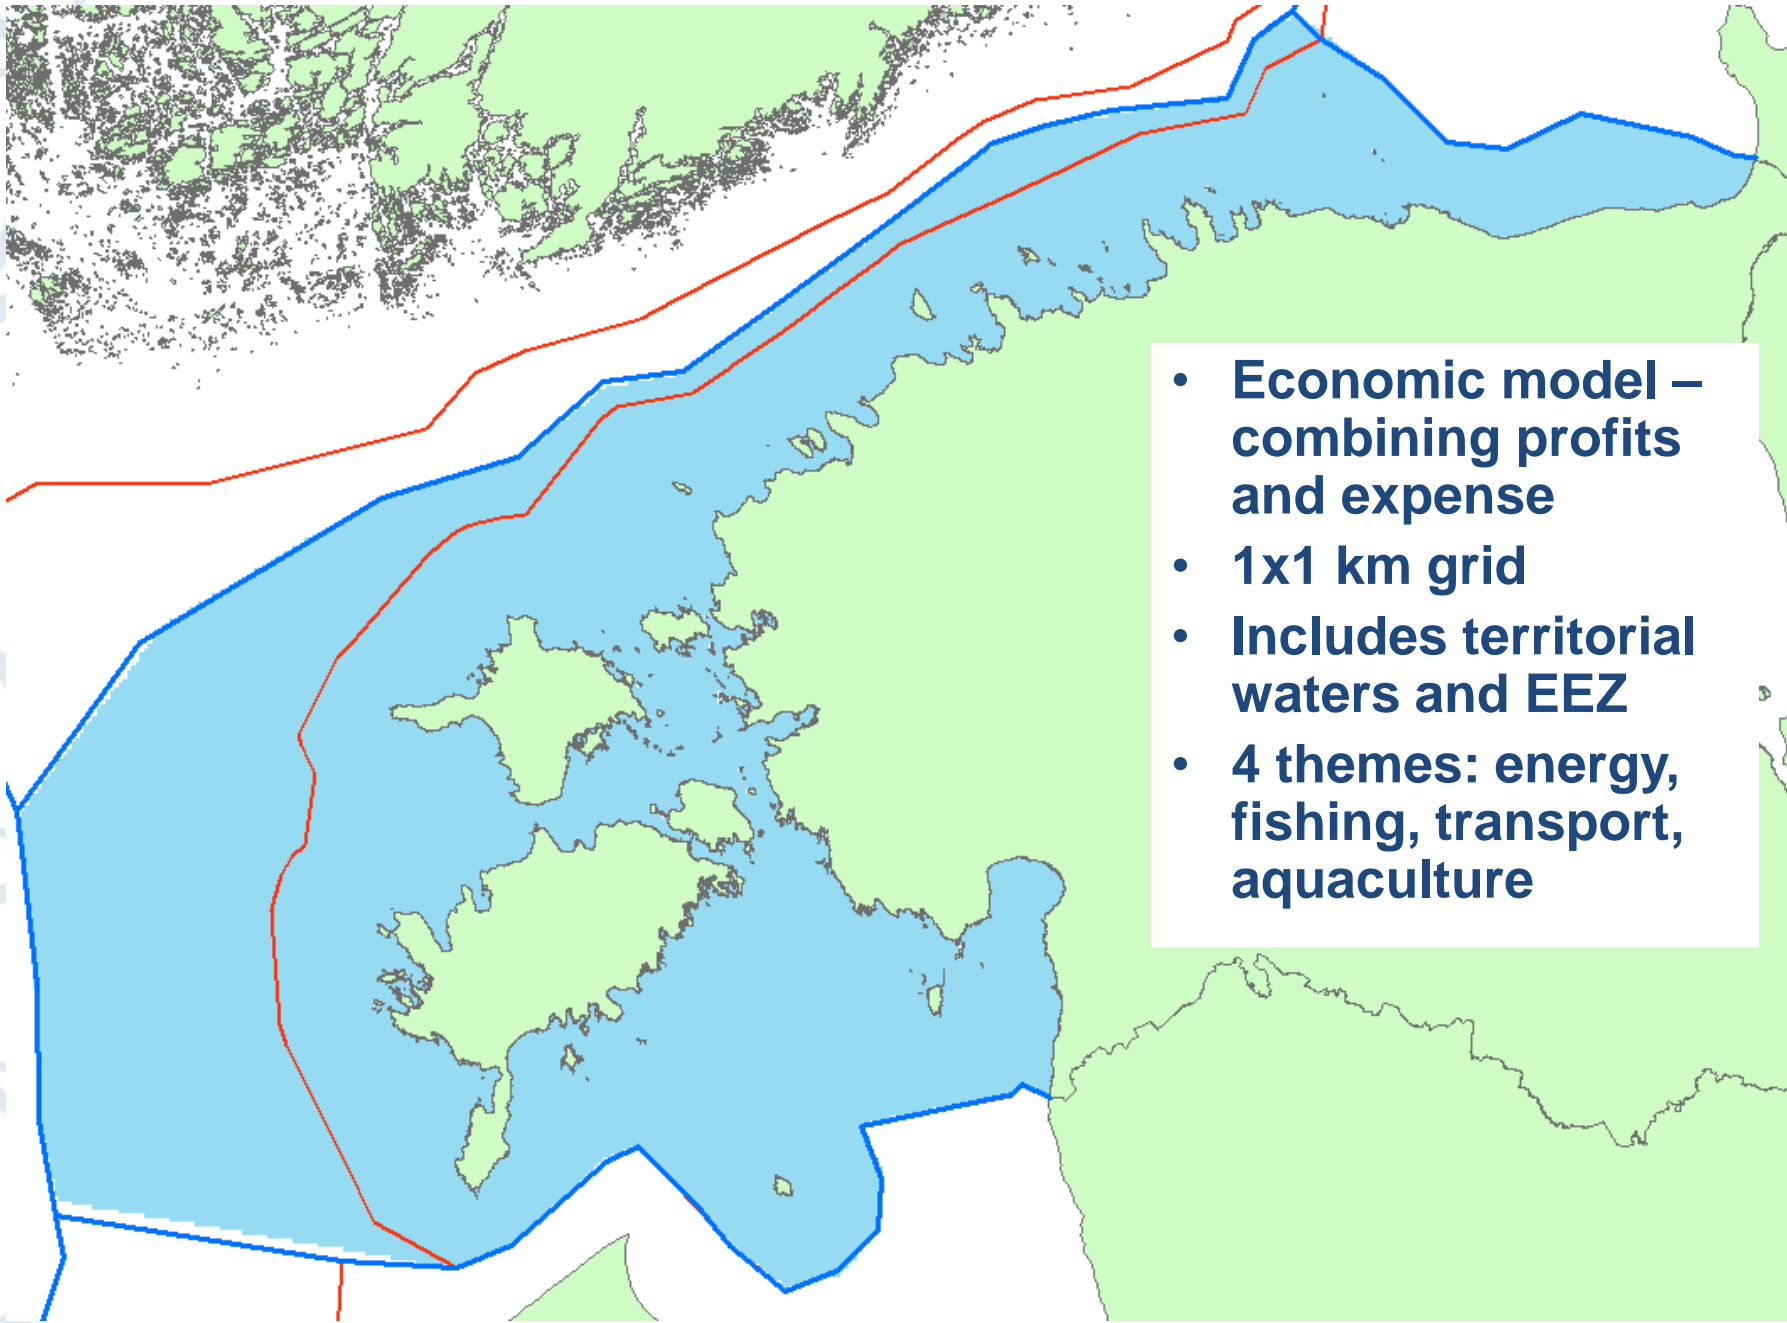 • Economic model –
combining profits
and expense
• 1x1 km grid
• Includes territorial
waters and EEZ
• 4 themes: energy,
fishing, transport,
aquaculture